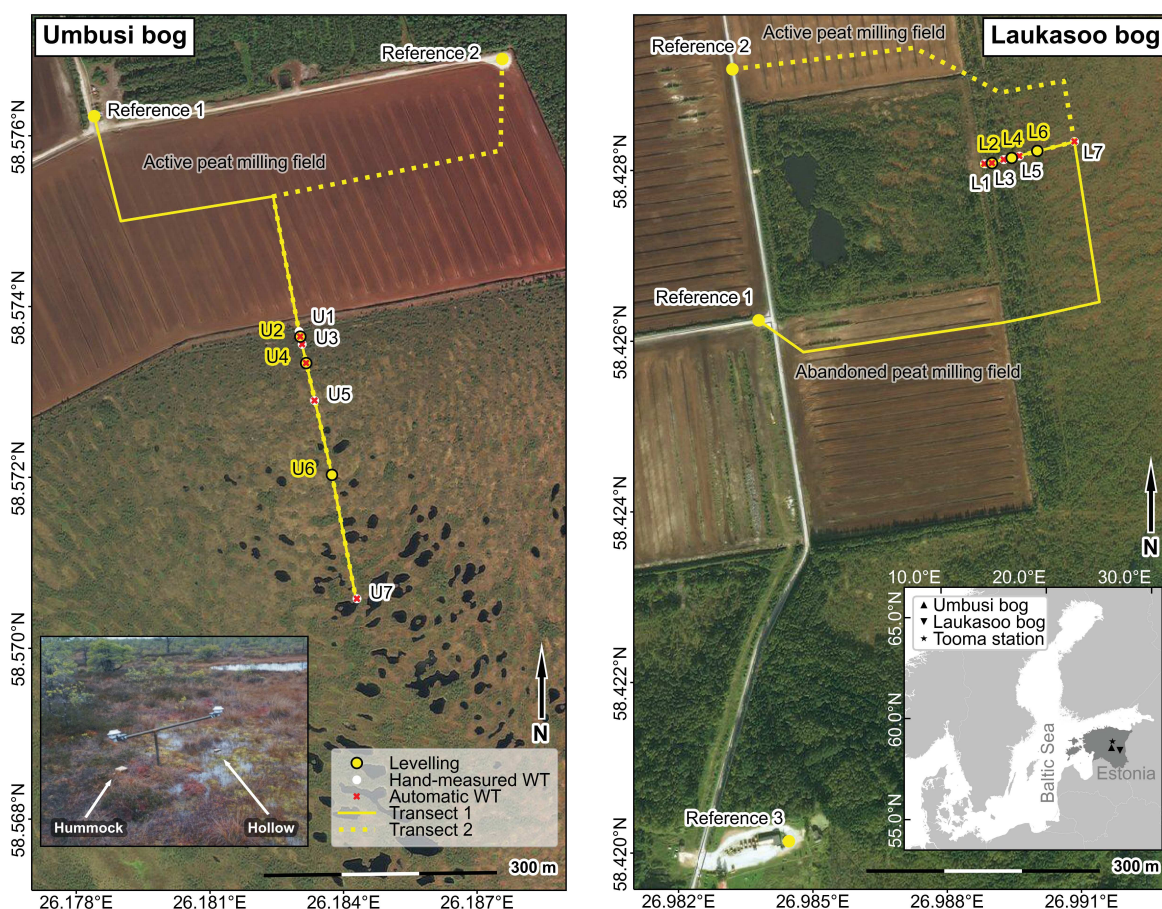 Umbusi bog
Reference 2
Reference 1
Active peat milling field
U1
U2
U3
U4
U5
U6
U7
N
Hummock
Hollow
Levelling
Hand-measured WT
Automatic WT
Transect 1
Transect 2
300 m
58.576°N
58.574°N
58.572°N
58.570°N
58.568°N
26.178°E
26.181°E
26.184°E
26.187°E
Laukasoo bog
Active peat milling field
Reference 2
L2
L4
L6
L1
L3
L5
L7
Reference 1
Abandoned peat milling field
N
Reference 3
10.0°E
20.0°E
30.0°E
Umbusi bog
Laukasoo bog
Tooma station
65.0°N
60.0°N
55.0°N
Baltic Sea
Estonia
300 m
58.428°N
58.426°N
58.424°N
58.422°N
58.420°N
26.982°E
26.985°E
26.988°E
26.991°E